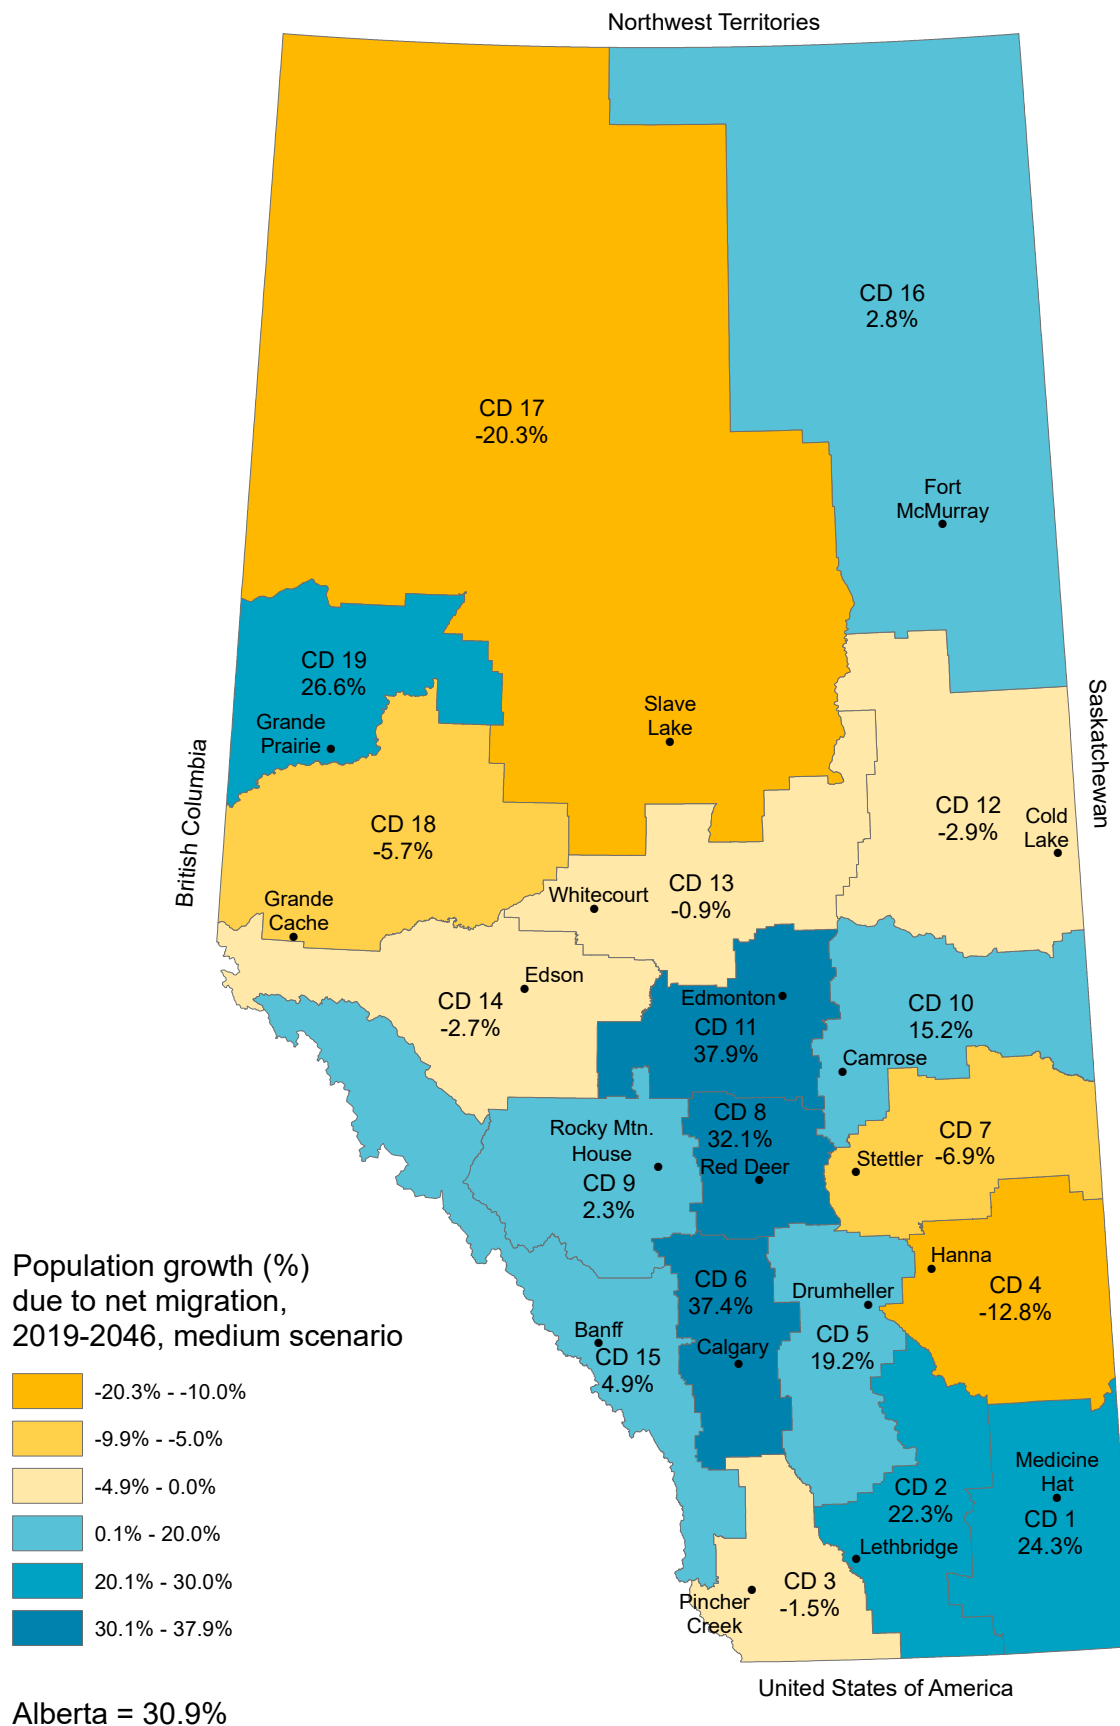 Northwest Territories
CD 16
2.8%
CD 17
-20.3%
Fort
McMurray
CD 19
26.6%
Grande
Prairie
Slave
Lake
Saskatchewan
British Columbia
CD 18
-5.7%
CD 12
-2.9%
Cold
Lake
CD 13
-0.9%
Whitecourt
Grande
Cache
Edson
CD 14
-2.7%
Edmonton
CD 11
37.9%
CD 10
15.2%
Camrose
CD 8
32.1%
Red Deer
Rocky Mtn.
House
CD 9
2.3%
CD 7
-6.9%
Stettler
Hanna
CD 4
-12.8%
CD 6
37.4%
Calgary
Drumheller
CD 5
19.2%
Banff
CD 15
4.9%
Medicine
Hat
CD 1
24.3%
CD 2
22.3%
Lethbridge
CD 3
-1.5%
Pincher
Creek
United States of America
Population growth (%)
due to net migration,
2019-2046, medium scenario
-20.3% - -10.0%
-9.9% - -5.0%
-4.9% - 0.0%
0.1% - 20.0%
20.1% - 30.0%
30.1% - 37.9%
Alberta = 30.9%